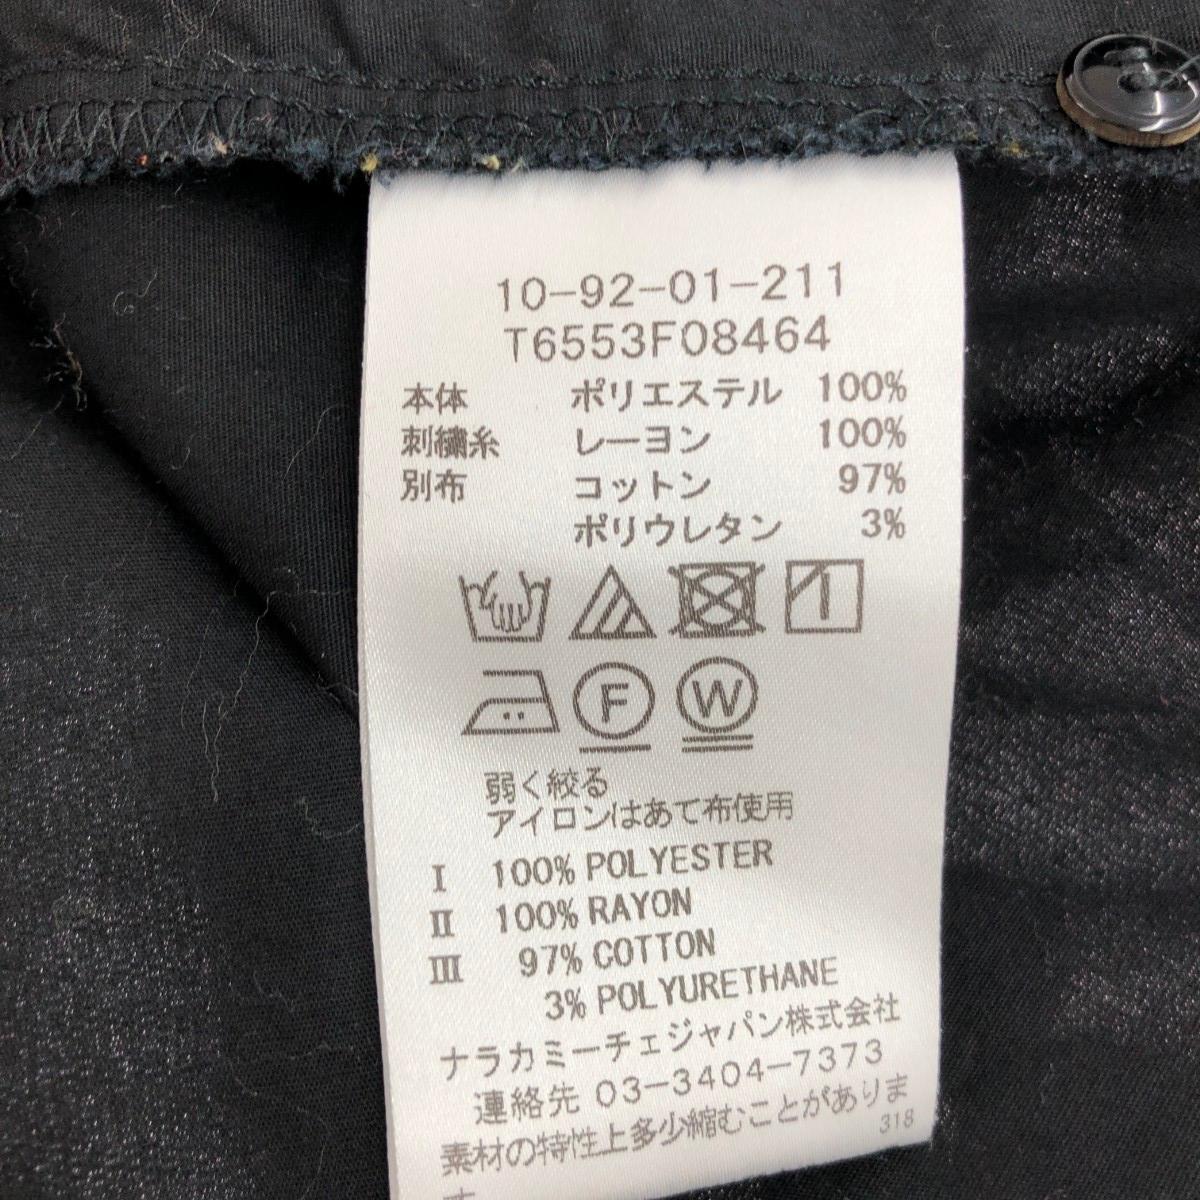 10-92-01-211
T6553F08464
本体 ポリエステル 100%
刺繍糸 レーヨン 100%
別布 コットン 97%
ポリウレタン 3%
F W
弱く絞る
アイロンはあて布使用
I 100% POLYESTER
II 100% RAYON
III 97% COTTON
3% POLYURETHANE
ナラカミーチェジャパン株式会社
連絡先 03-3404-7373
素材の特性上多少縮むことがありま
318